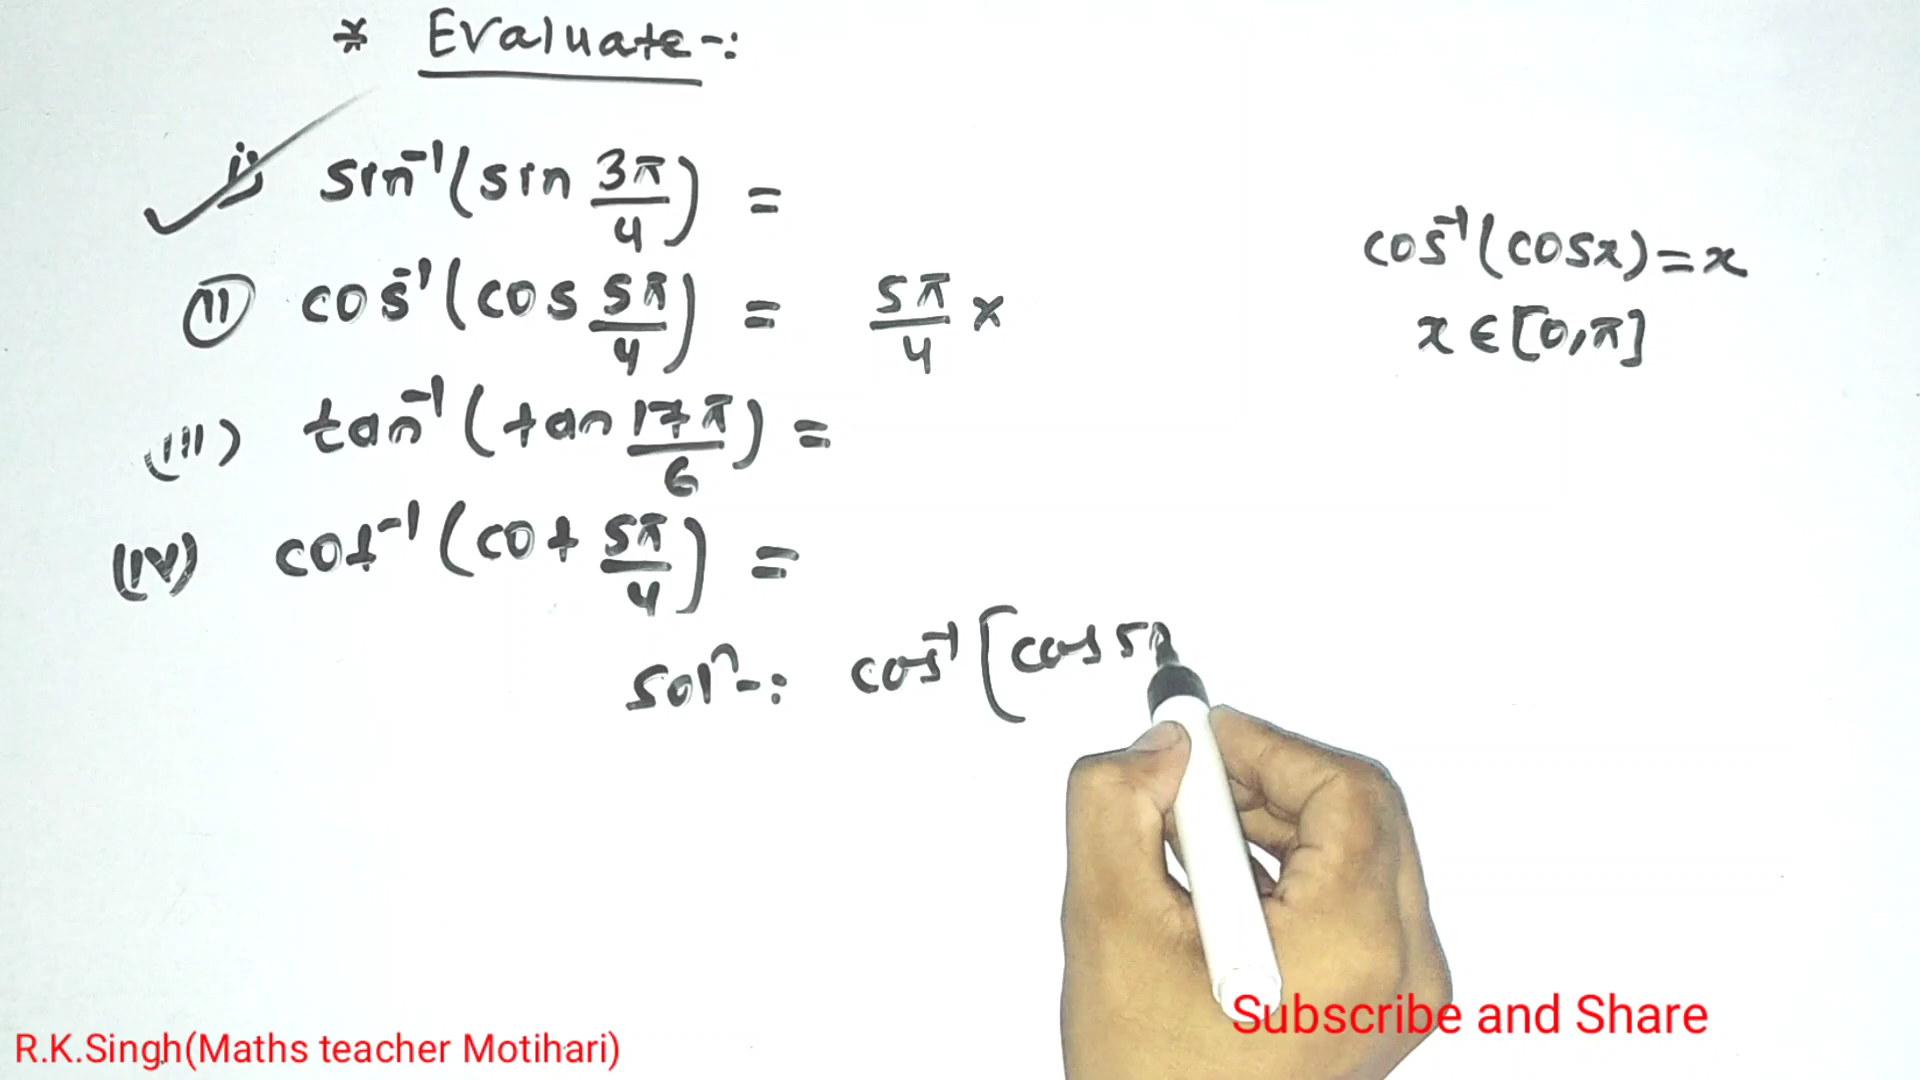 * Evaluate-:
i) sin⁻¹(sin 3π/4) =
(ii) cos⁻¹(cos 5π/4) = 5π/4 ×
(iii) tan⁻¹(tan 17π/6) =
(iv) cot⁻¹(cot 5π/4) =
cos⁻¹(cosx)=x
x∈[0,π]
Solⁿ-: cos⁻¹[cos 5π
Subscribe and Share
R.K.Singh(Maths teacher Motihari)